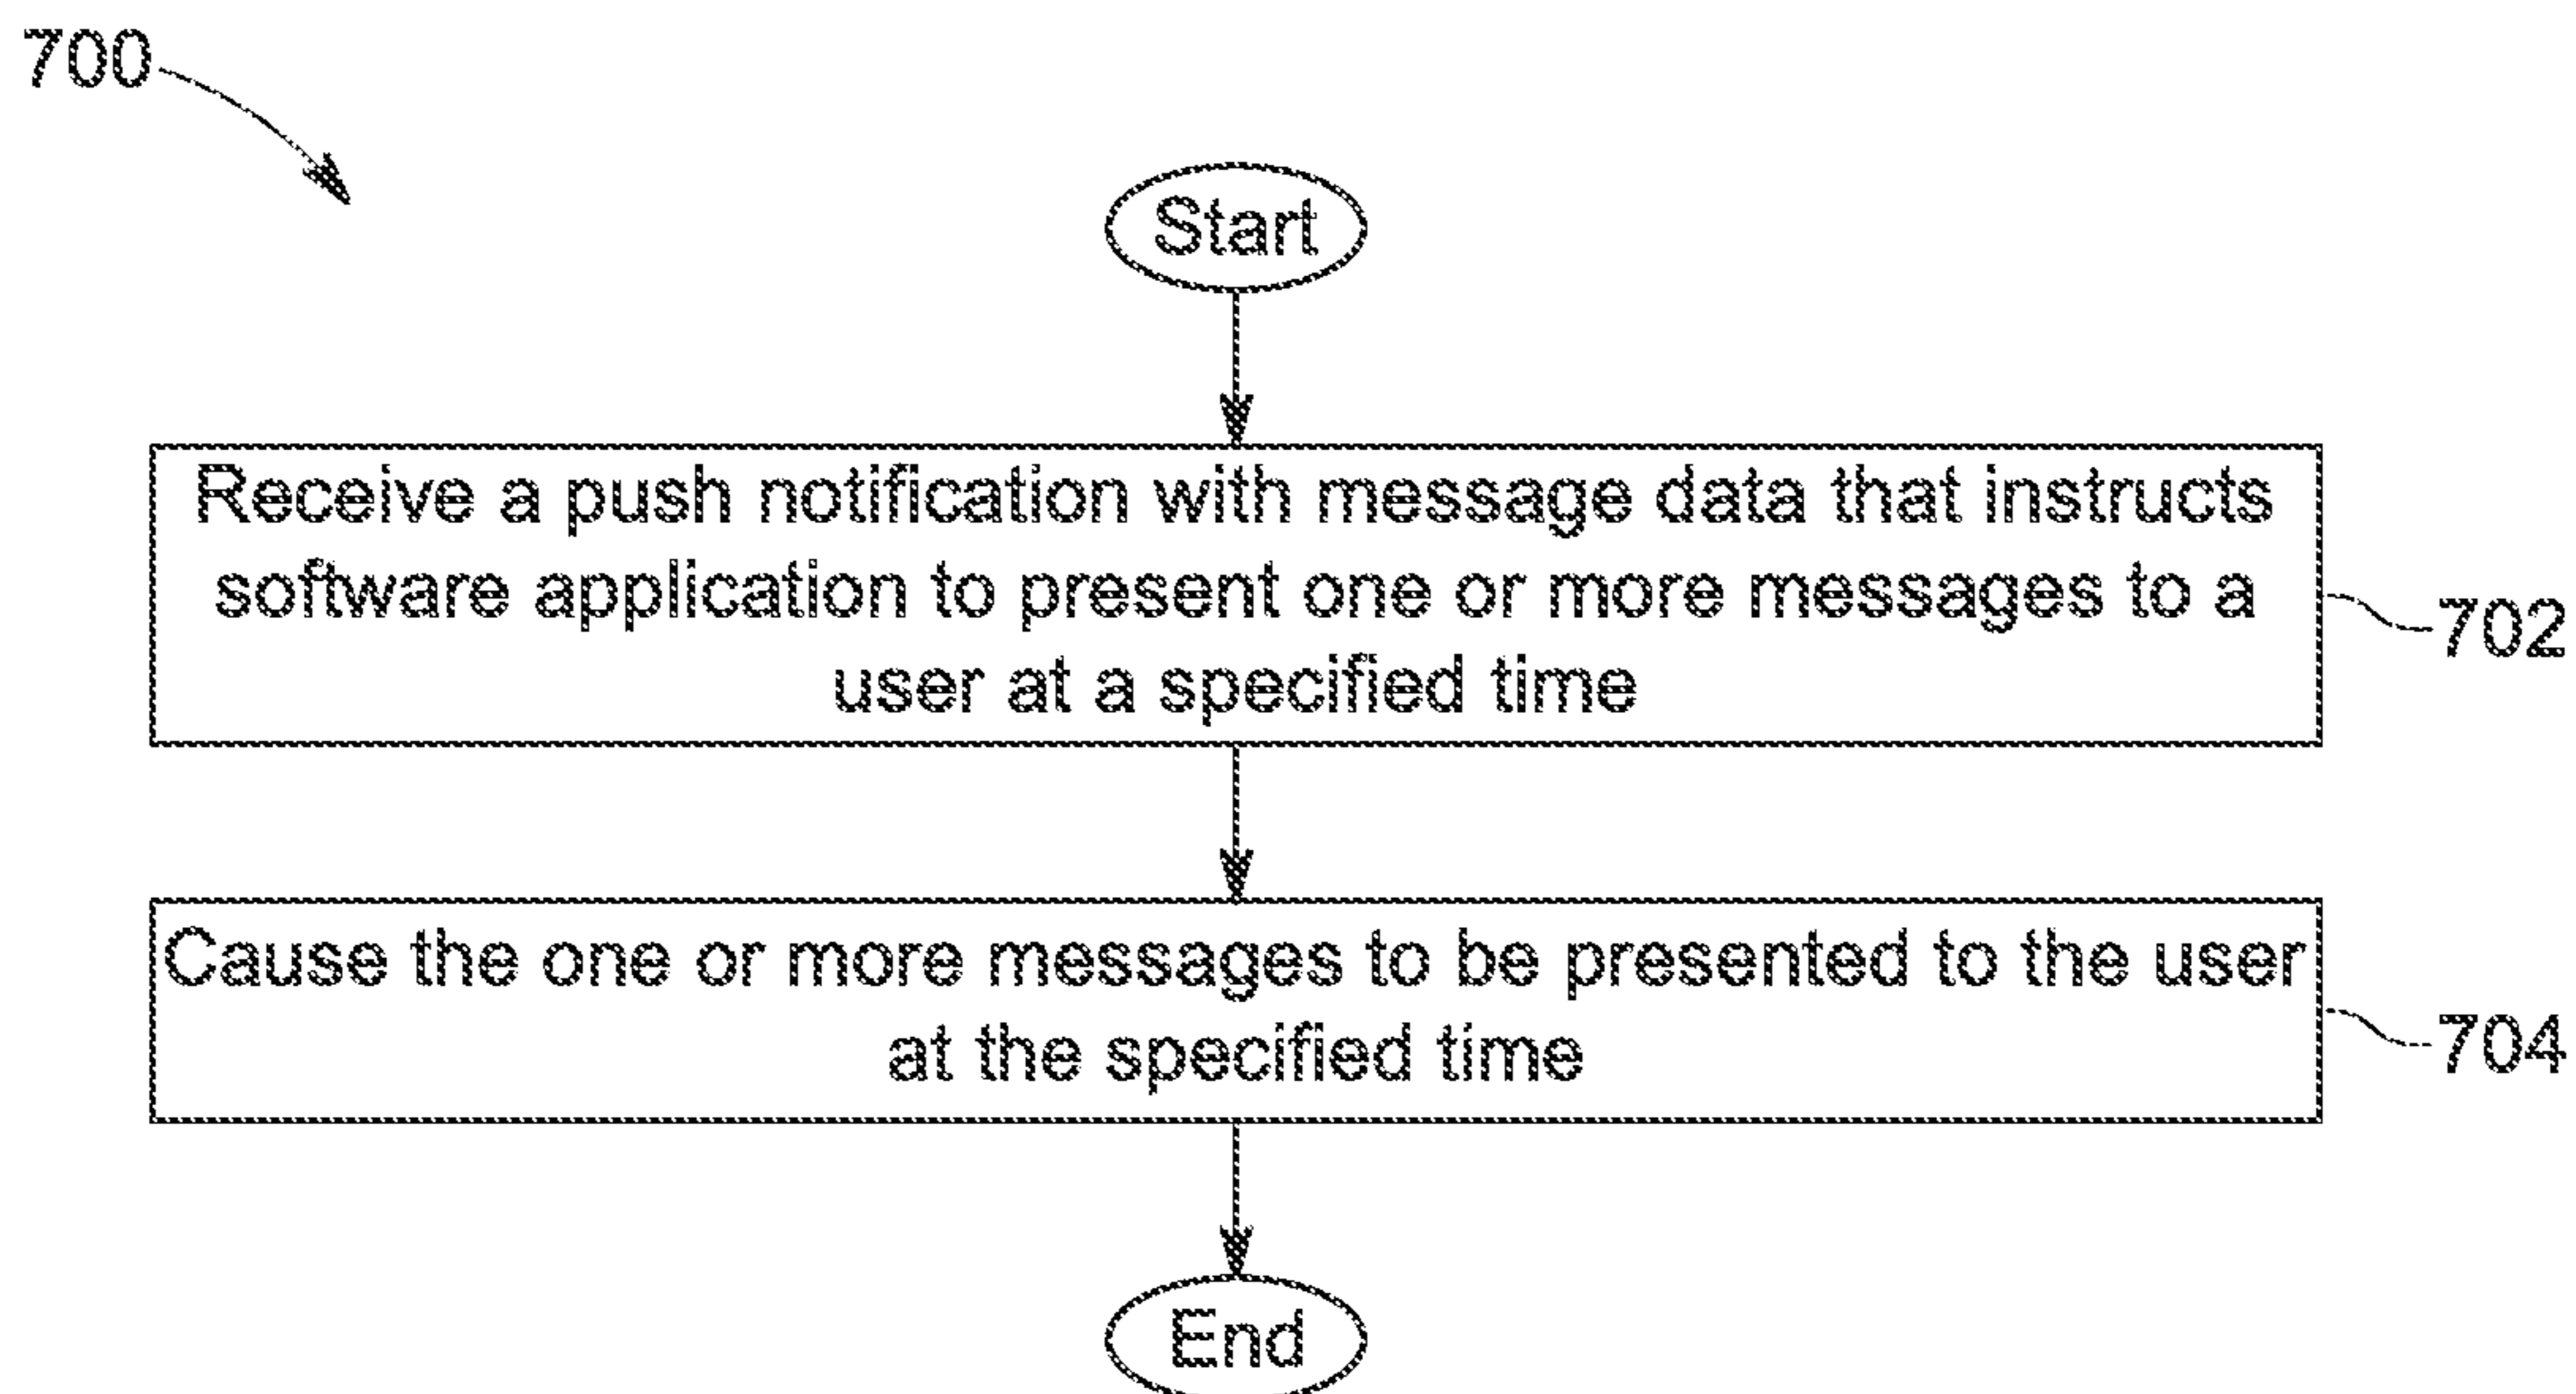 700
Start
Receive a push notification with message data that instructs
software application to present one or more messages to a
user at a specified time
702
Cause the one or more messages to be presented to the user
at the specified time
704
End